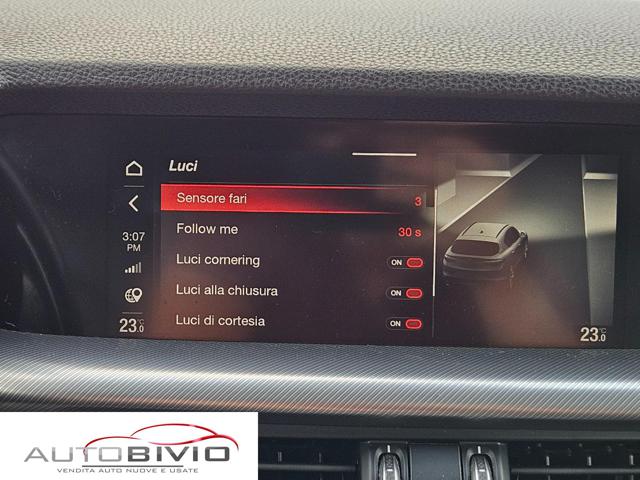 Luci
Sensore fari 3
Follow me 30 s
Luci cornering ON
Luci alla chiusura ON
Luci di cortesia ON
3:07
PM
23.0°C
23.0°C
AUTOBIVIO
VENDITA AUTO NUOVE E USATE